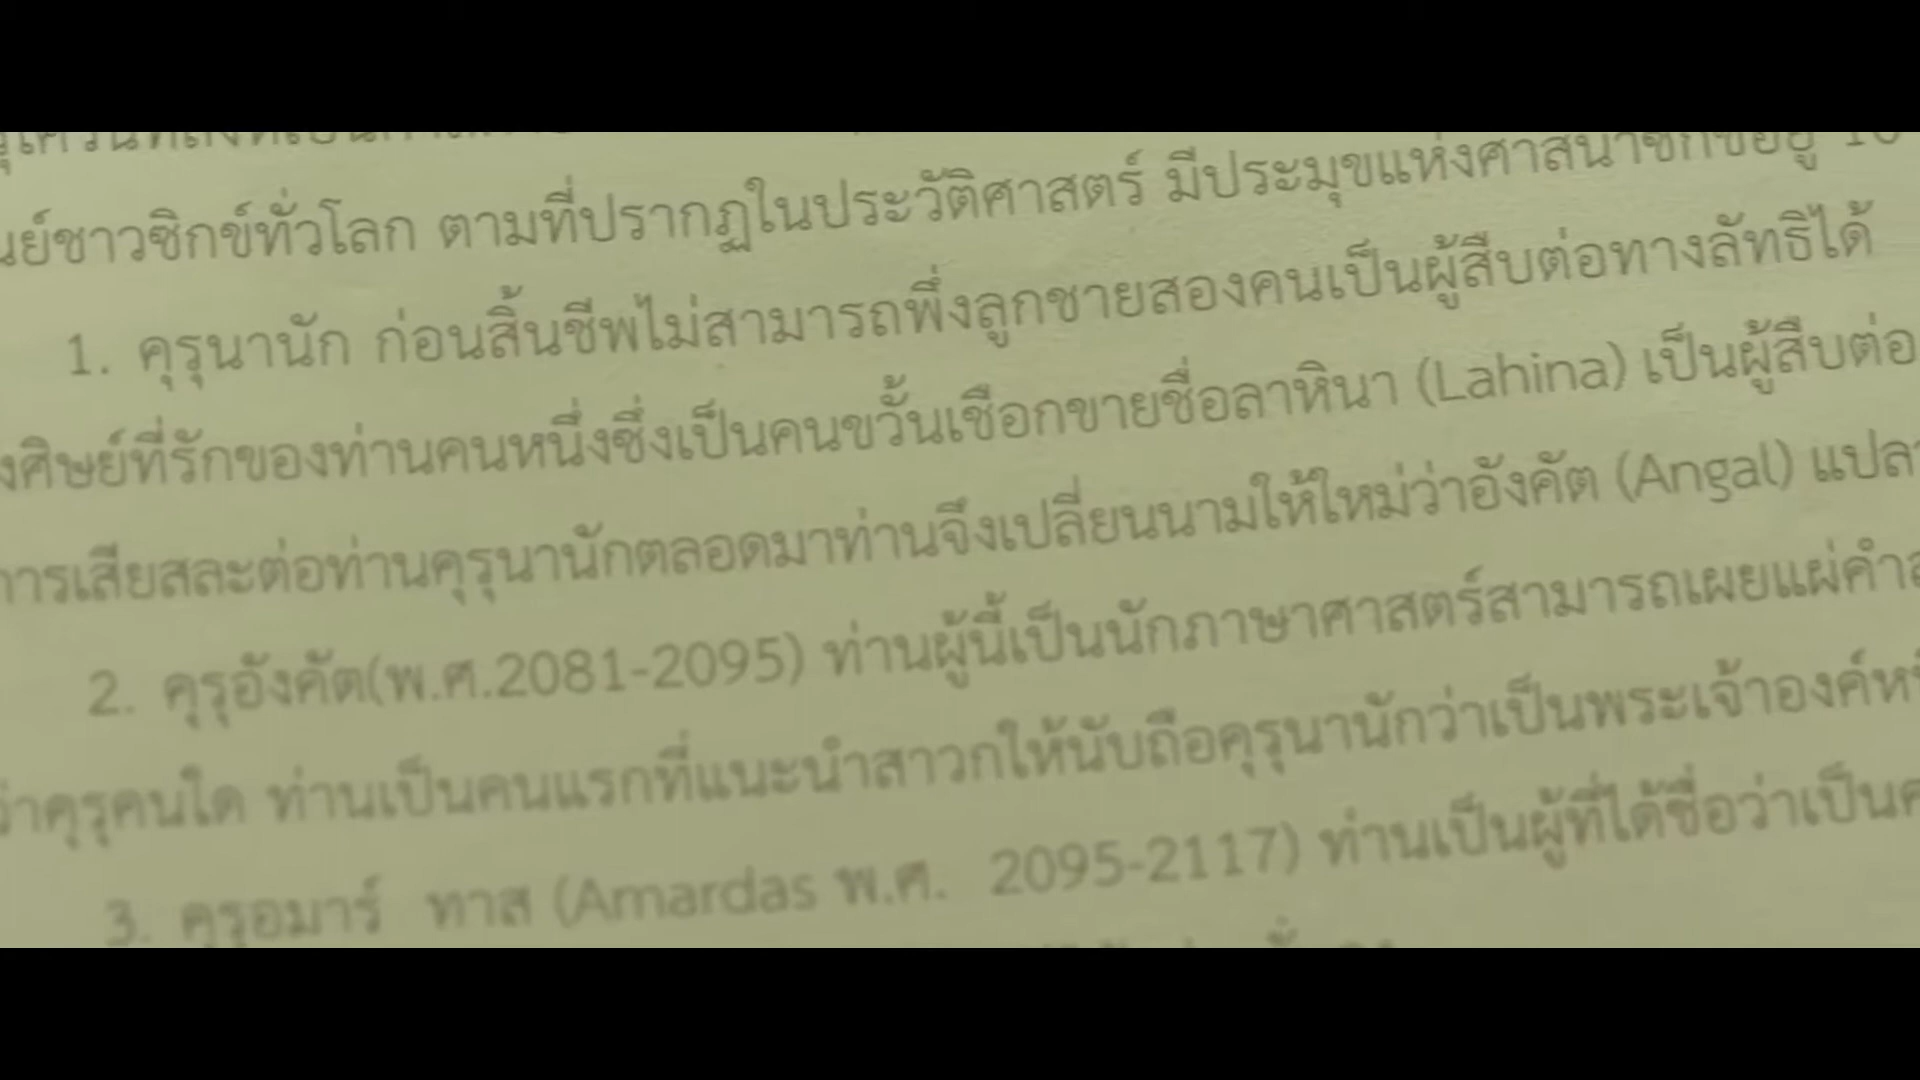 ชาวซิกข์ทั่วโลก ตามที่ปรากฏในประวัติศาสตร์ มีประมุขแห่งศาสนาซิกข์อยู่ 10
1. คุรุนานัก ก่อนสิ้นชีพไม่สามารถพึ่งลูกชายสองคนเป็นผู้สืบต่อทางลัทธิได้
ศิษย์ที่รักของท่านคนหนึ่งซึ่งเป็นคนขวั้นเชือกขายชื่อลาหินา (Lahina) เป็นผู้สืบต่อ
การเสียสละต่อท่านคุรุนานักตลอดมาท่านจึงเปลี่ยนนามให้ใหม่ว่าอังคัต (Angal) แปล
2. คุรุอังคัต(พ.ศ.2081-2095) ท่านผู้นี้เป็นนักภาษาศาสตร์สามารถเผยแผ่คำ
ว่าคุรุคนใด ท่านเป็นคนแรกที่แนะนำสาวกให้นับถือคุรุนานักว่าเป็นพระเจ้าองค์
3. คุรุอมาร์ ทาส (Amardas พ.ศ. 2095-2117) ท่านเป็นผู้ที่ได้ชื่อว่าเป็น